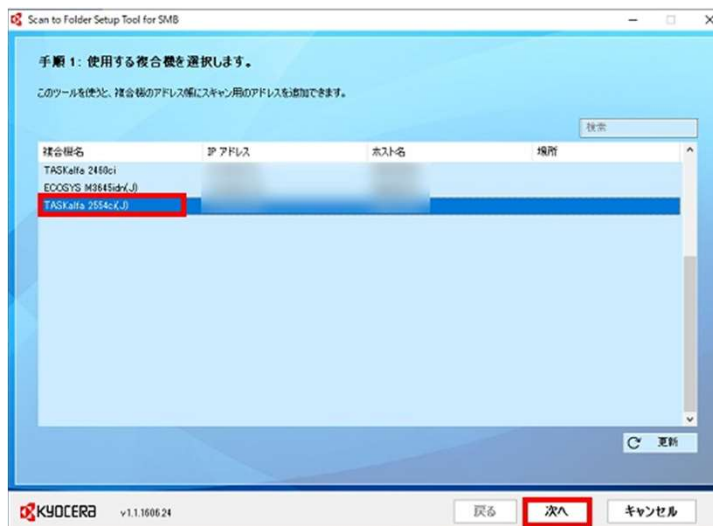 Scan to Folder Setup Tool for SMB
手順 1: 使用する複合機を選択します。
このツールを使うと、複合機のアドレス帳にスキャン用のアドレスを追加できます。
検索
複合機名 IP アドレス ホスト名 場所
TASKalfa 2460ci
ECOSYS M3645idn(J)
TASKalfa 2554ci(J)
更新
KYOCERA v1.1.1606.24 戻る 次へ キャンセル